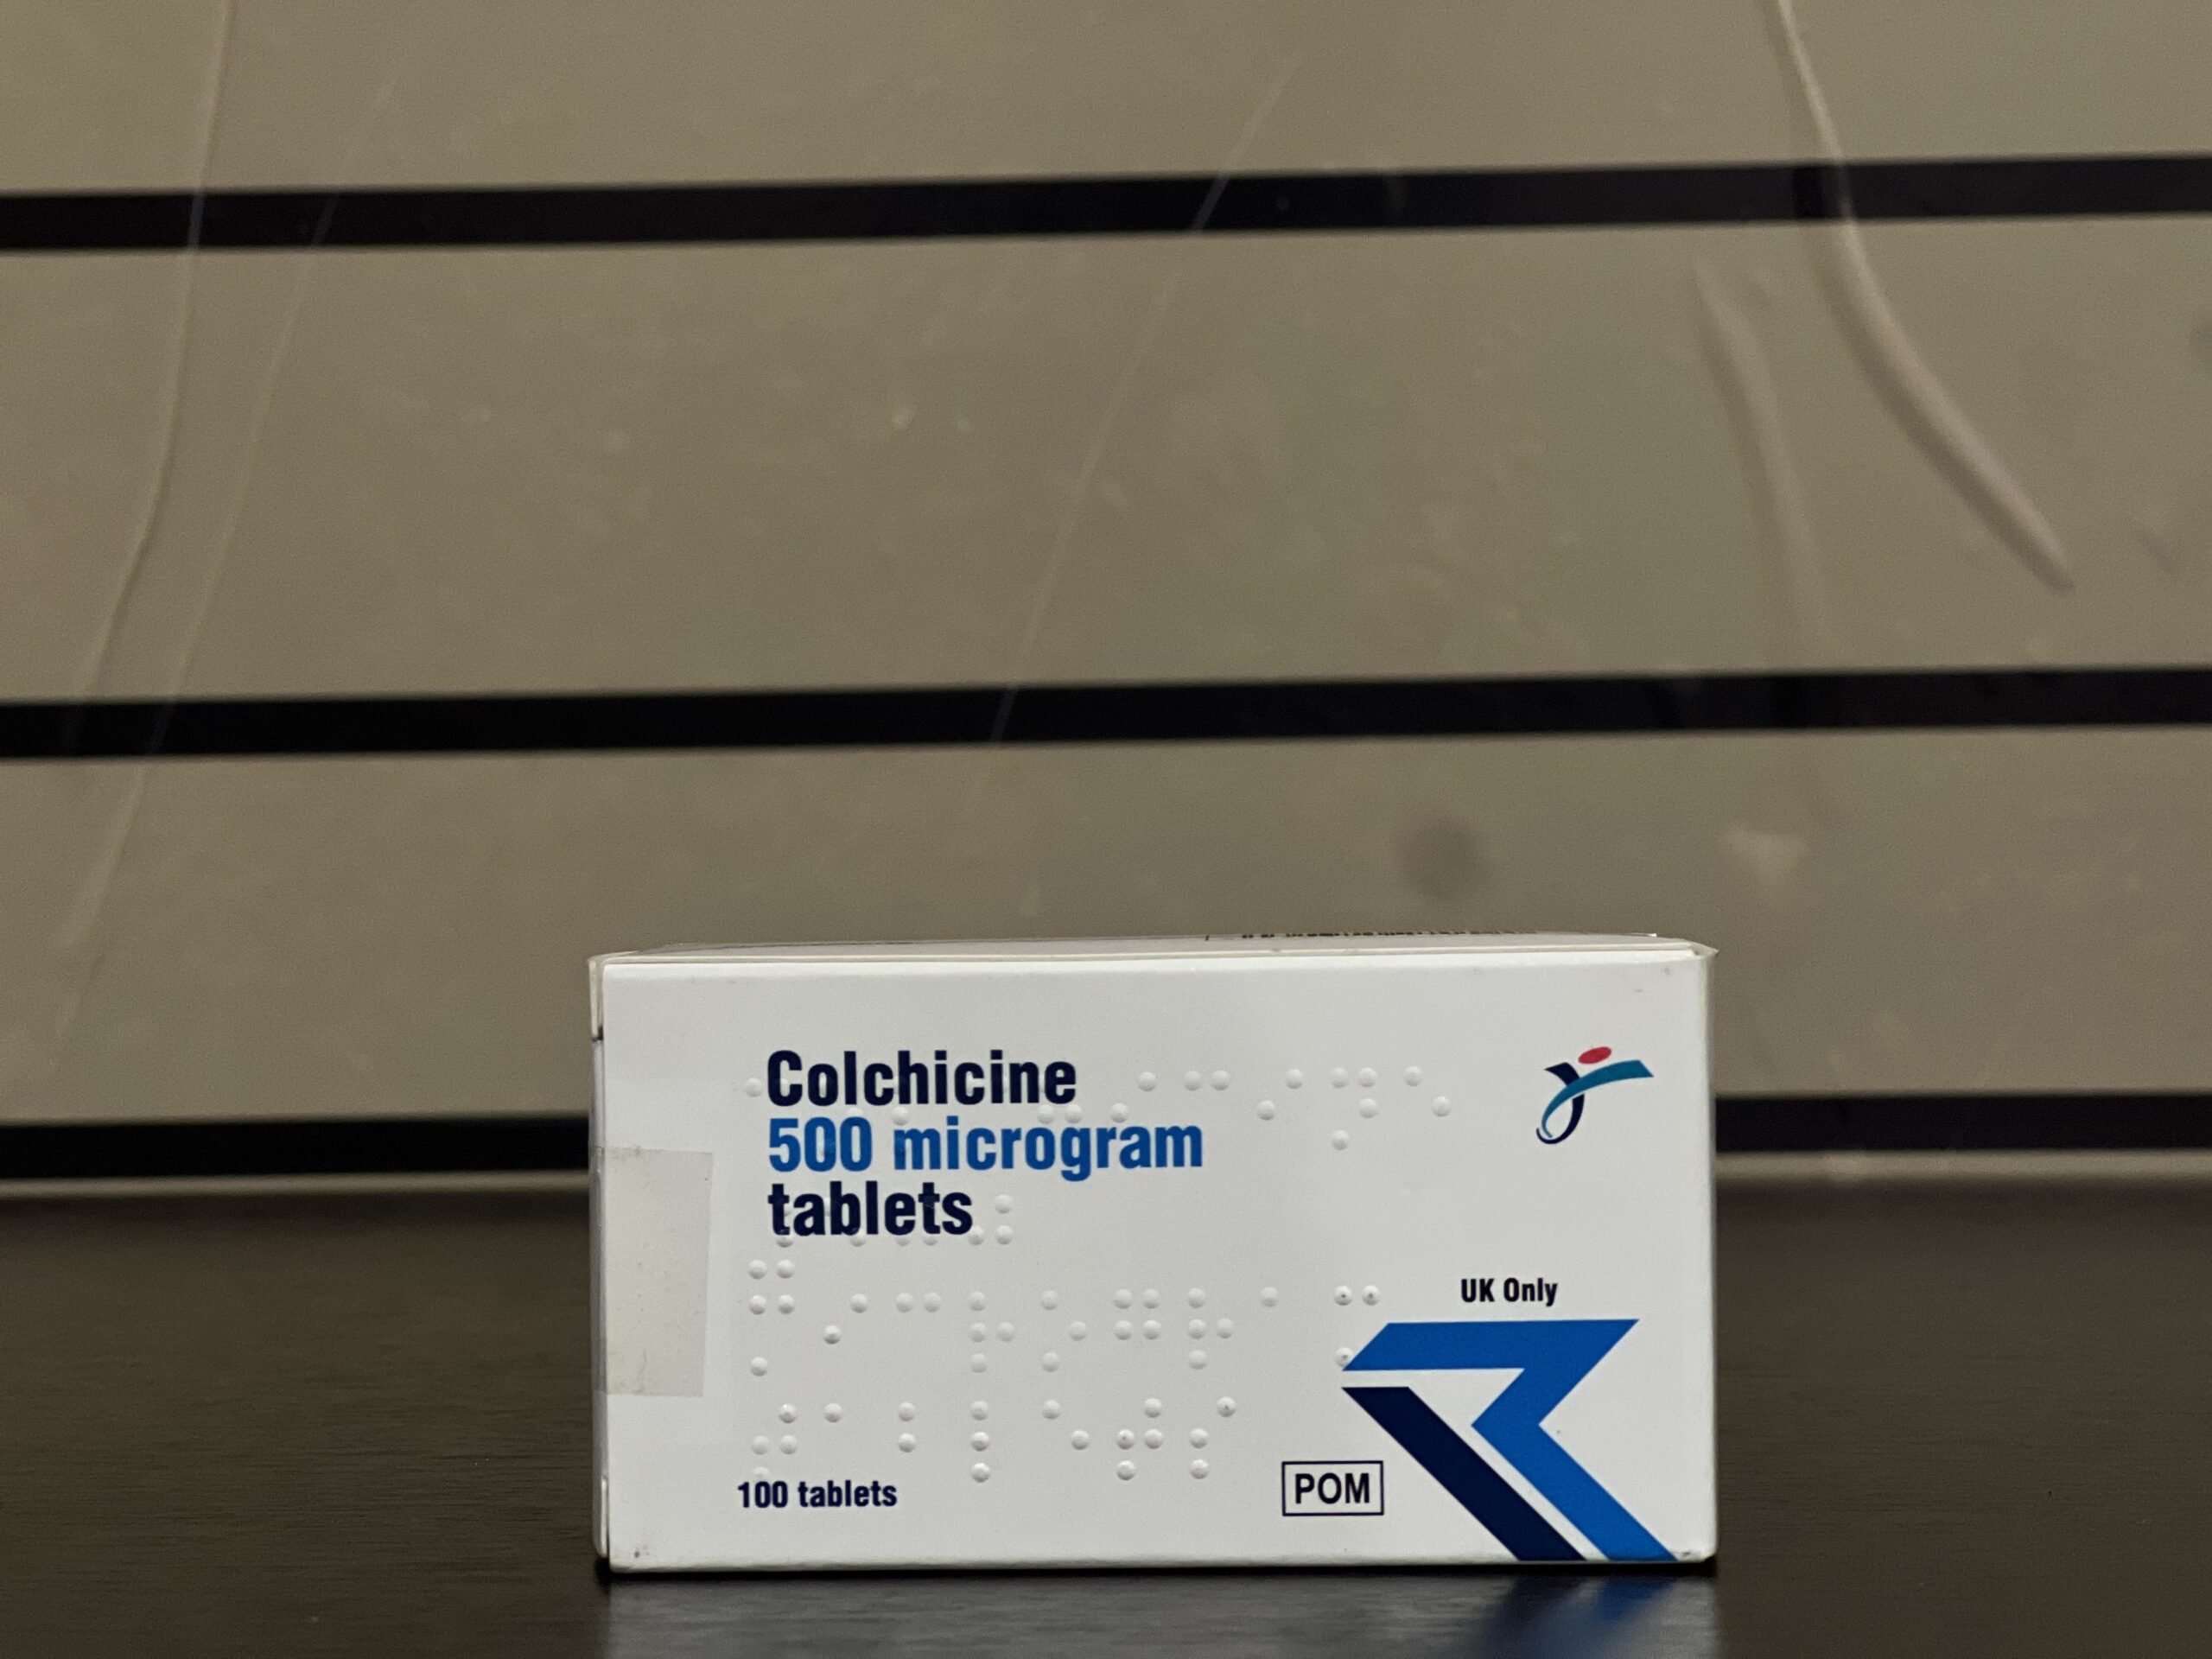 Colchicine
500 microgram
tablets
UK Only
POM
100 tablets